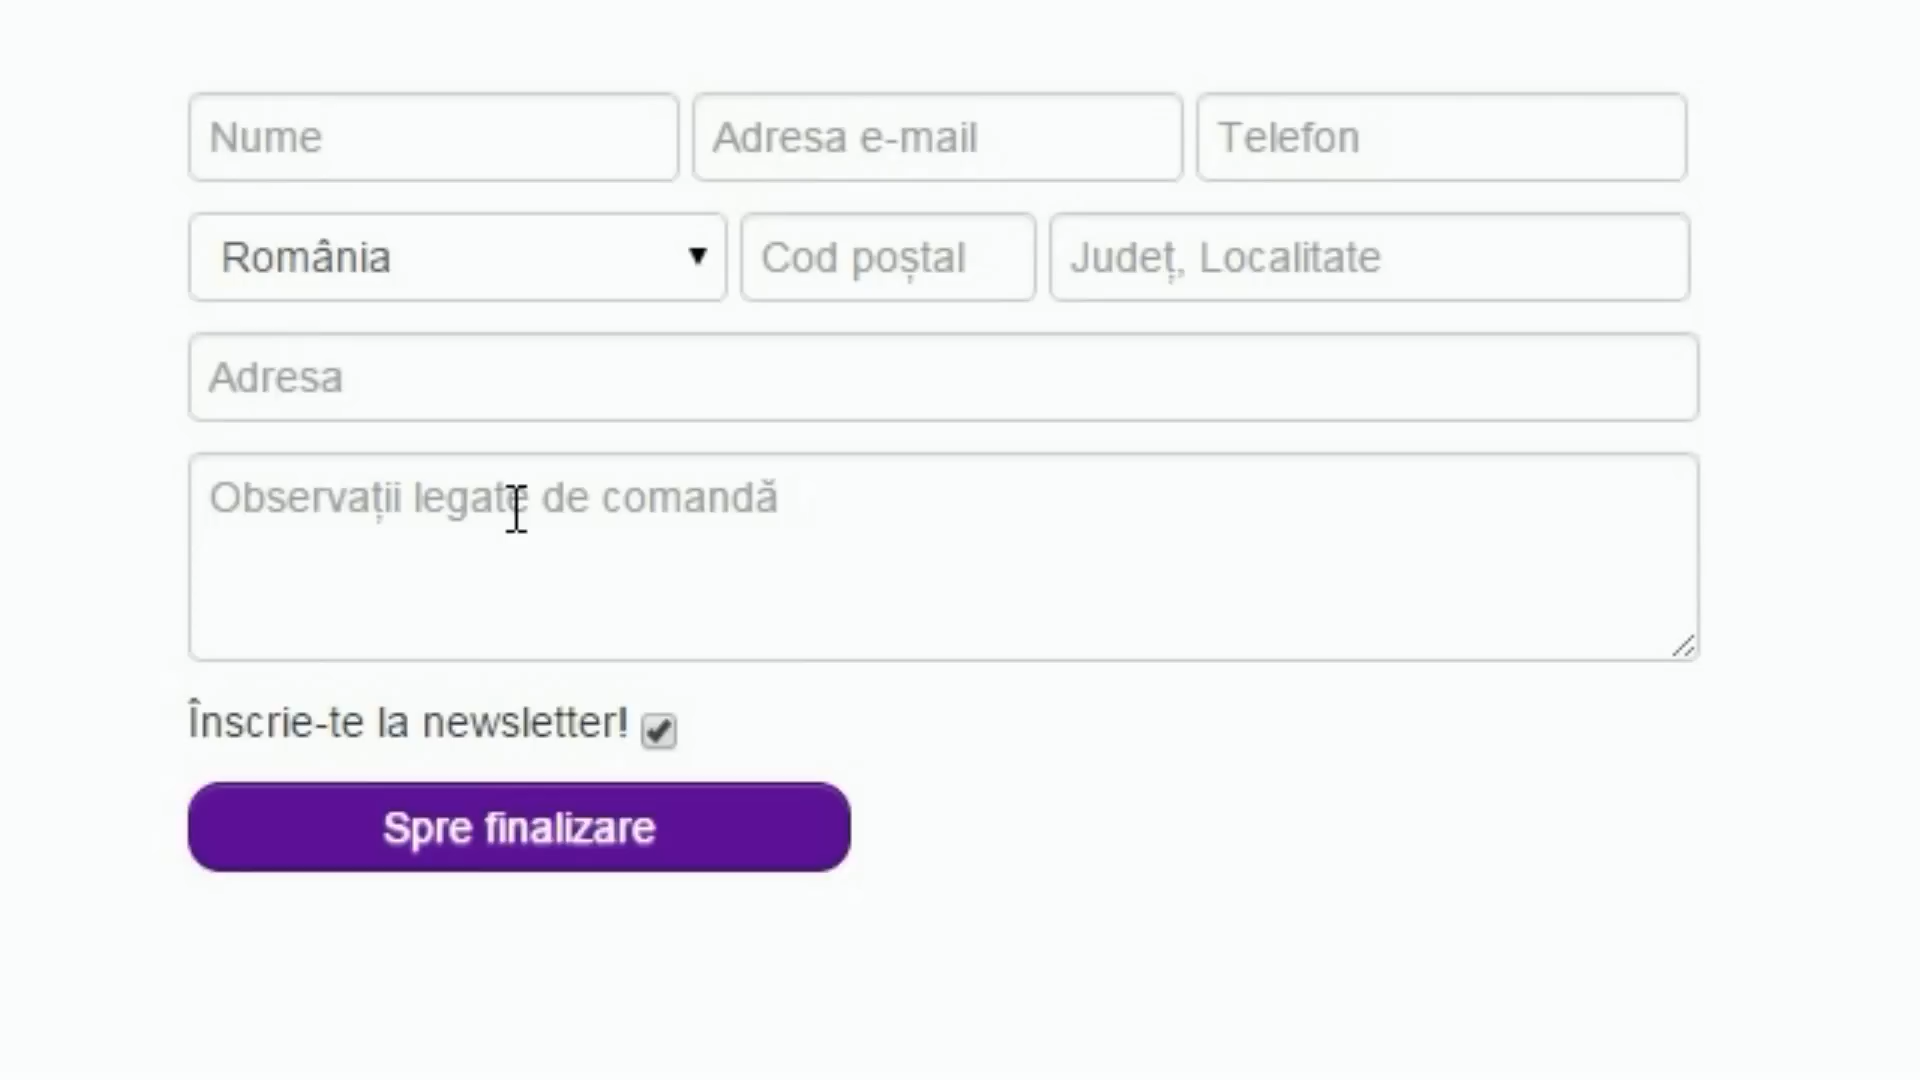 Nume Adresa e-mail Telefon
România Cod poștal Județ, Localitate
Adresa
Observații legate de comandă
Înscrie-te la newsletter!
Spre finalizare